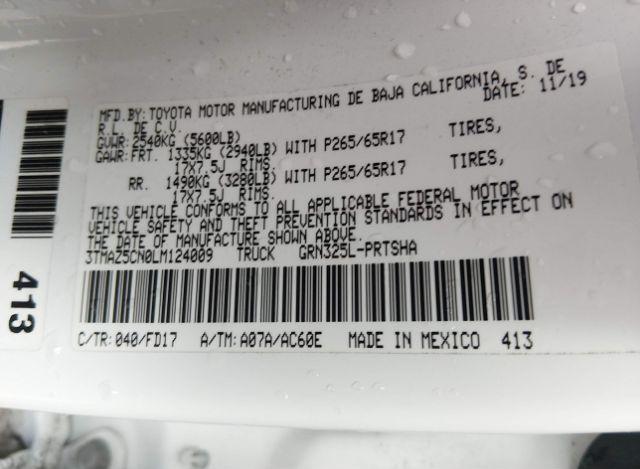 MFD.BY:TOYOTA MOTOR MANUFACTURING DE BAJA CALIFORNIA, S. DE
R.L. DE C.V. DATE: 11/19
GVWR:2540KG (5600LB)
GAWR:FRT. 1335KG (2940LB) WITH P265/65R17 TIRES,
17X7.5J RIMS
RR. 1490KG (3280LB) WITH P265/65R17 TIRES,
17X7.5J RIMS
THIS VEHICLE CONFORMS TO ALL APPLICABLE FEDERAL MOTOR
VEHICLE SAFETY AND THEFT PREVENTION STANDARDS IN EFFECT ON
THE DATE OF MANUFACTURE SHOWN ABOVE.
3TMAZ5CN0LM124009 TRUCK GRN325L-PRTSHA
C/TR:040/FD17 A/TM:A07A/AC60E MADE IN MEXICO 413
413